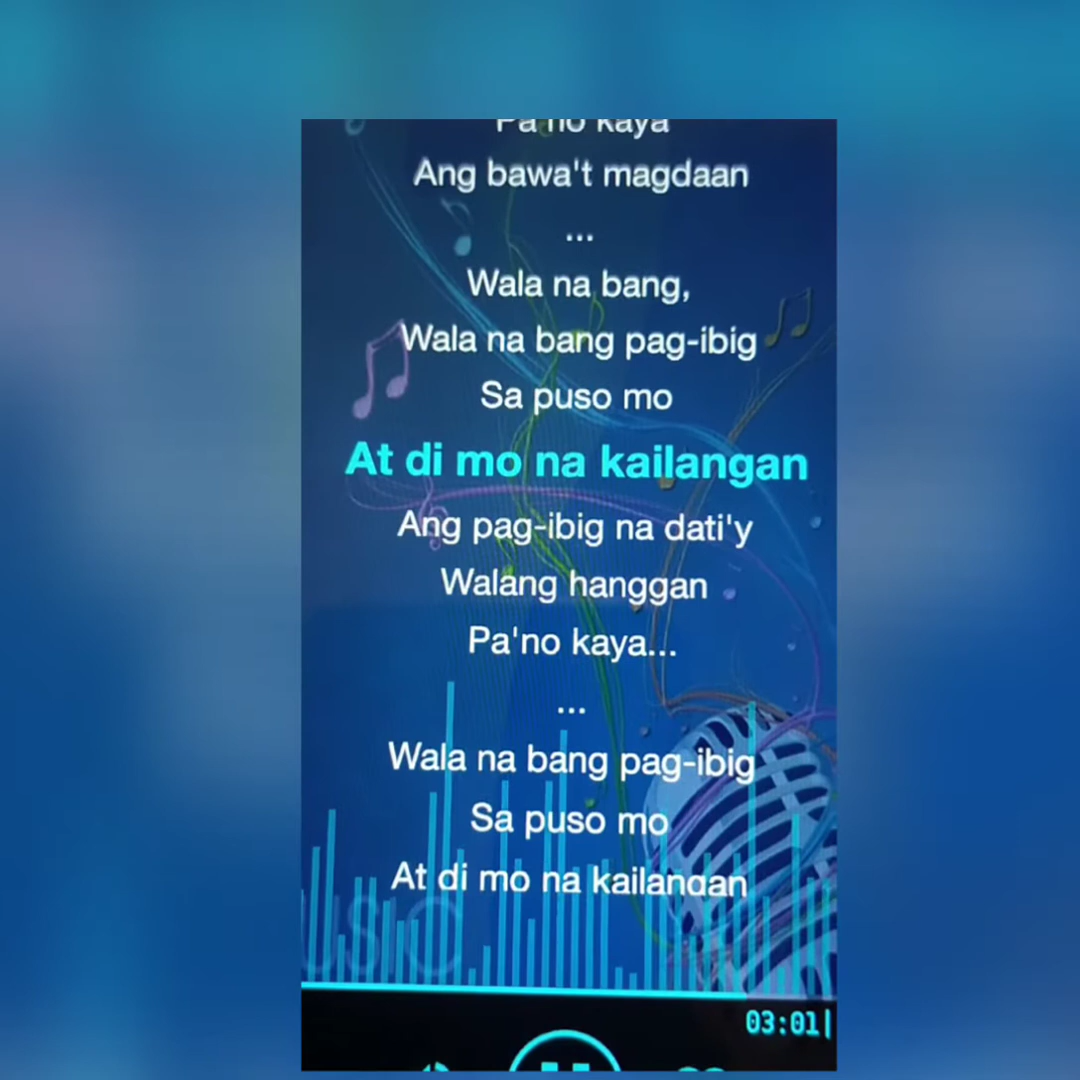 Pa'no kaya
Ang bawa't magdaan
...
Wala na bang,
Wala na bang pag-ibig
Sa puso mo
At di mo na kailangan
Ang pag-ibig na dati'y
Walang hanggan
Pa'no kaya...
...
Wala na bang pag-ibig
Sa puso mo
At di mo na kailangan
03:01